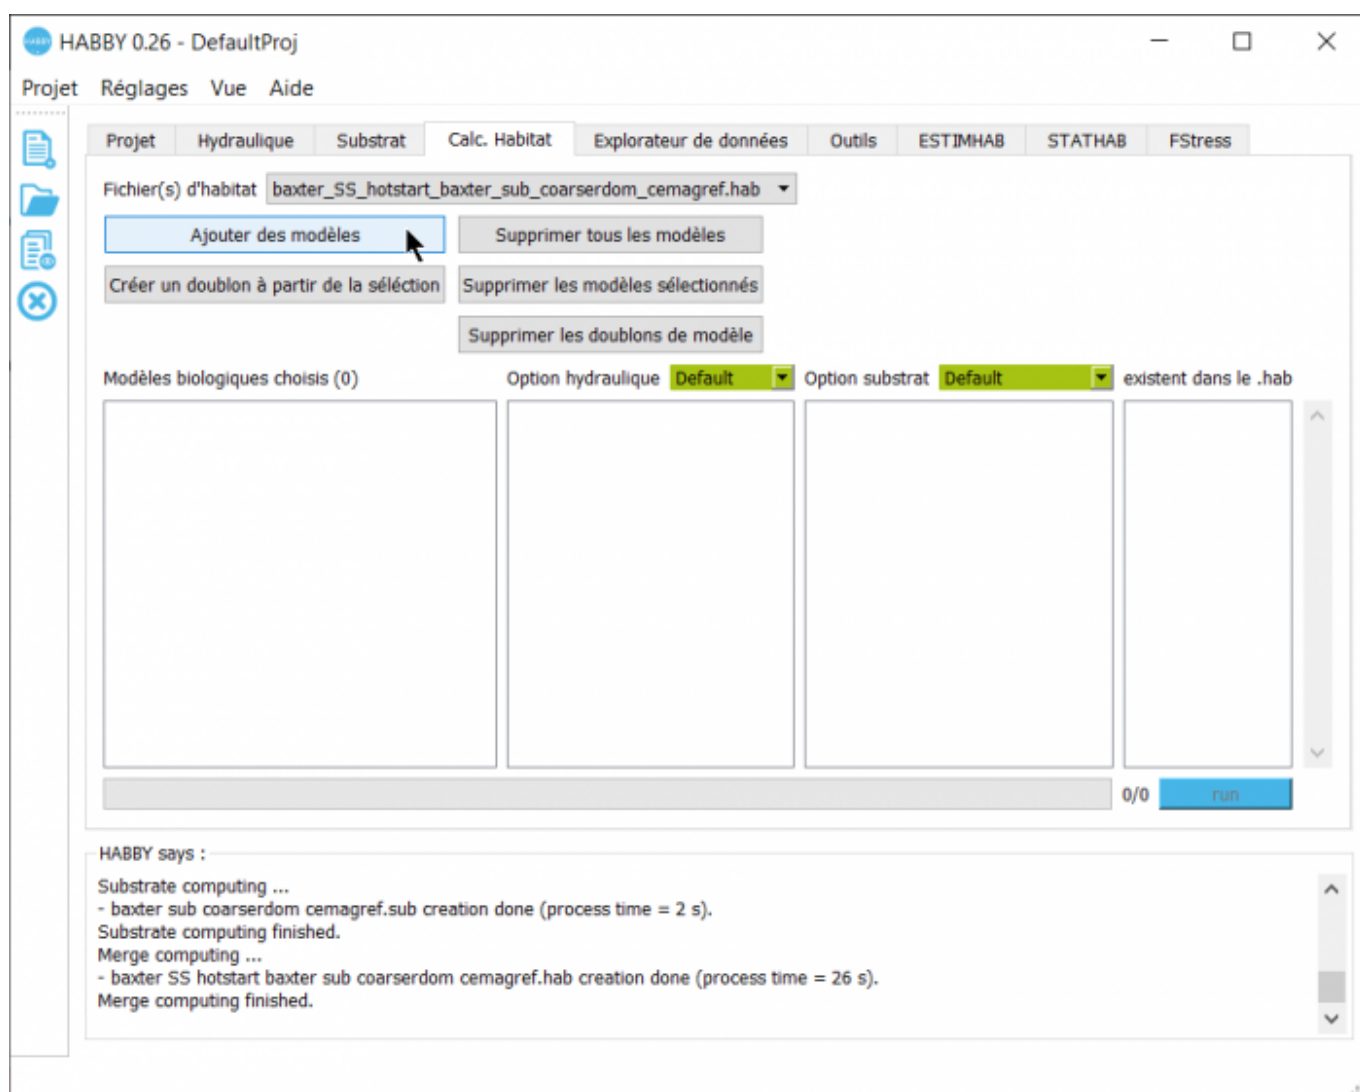 HABBY 0.26 - DefaultProj
Projet Réglages Vue Aide
Projet Hydraulique Substrat Calc. Habitat Explorateur de données Outils ESTIMHAB STATHAB FStress
Fichier(s) d'habitat baxter_SS_hotstart_baxter_sub_coarserdom_cemagref.hab
Ajouter des modèles Supprimer tous les modèles
Créer un doublon à partir de la séléction Supprimer les modèles sélectionnés
Supprimer les doublons de modèle
Modèles biologiques choisis (0) Option hydraulique Default Option substrat Default existent dans le .hab
0/0 run
HABBY says :
Substrate computing ...
- baxter sub coarserdom cemagref.sub creation done (process time = 2 s).
Substrate computing finished.
Merge computing ...
- baxter SS hotstart baxter sub coarserdom cemagref.hab creation done (process time = 26 s).
Merge computing finished.